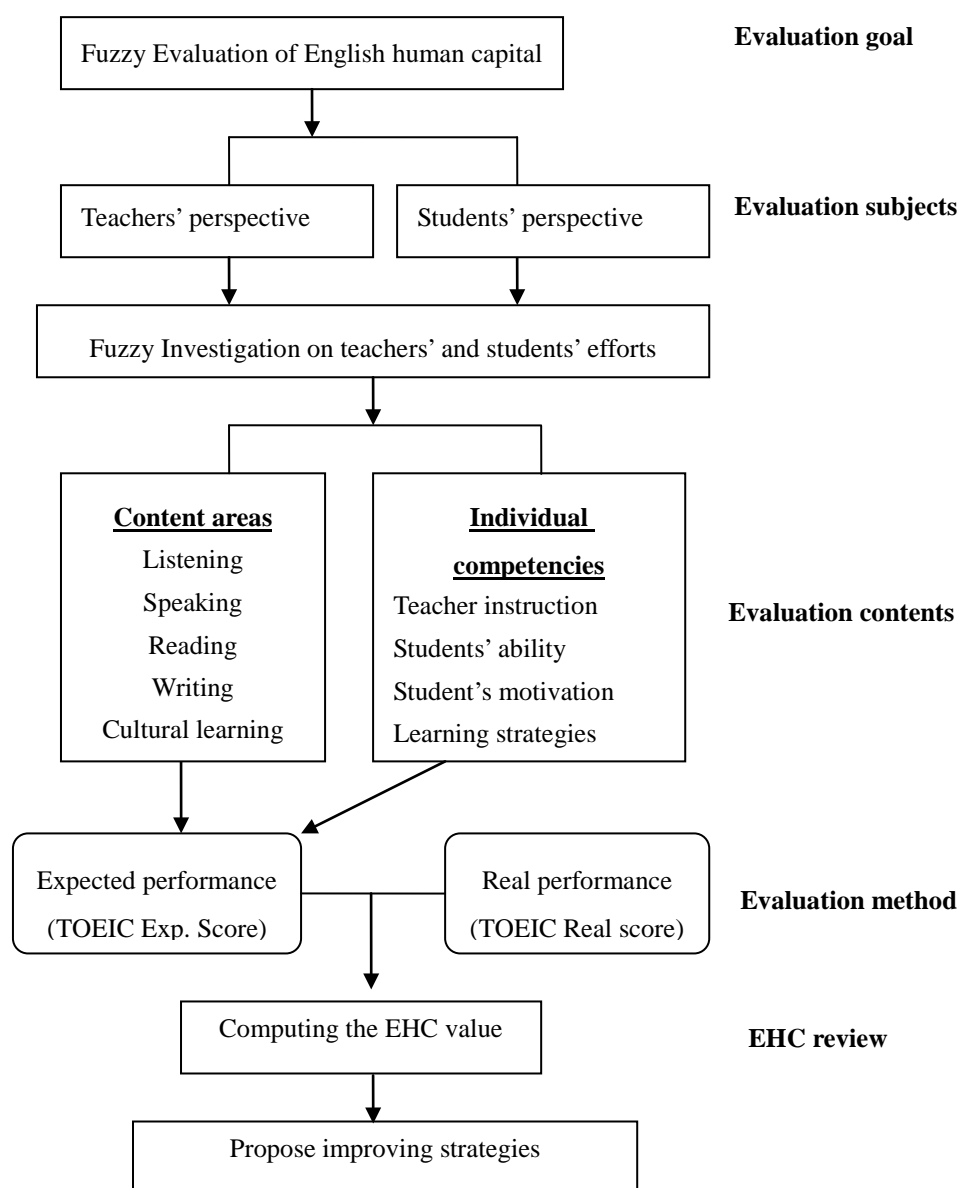 Evaluation goal
Fuzzy Evaluation of English human capital
Evaluation subjects
Teachers’ perspective
Students’ perspective
Fuzzy Investigation on teachers’ and students’ efforts
Content areas
Listening
Speaking
Reading
Writing
Cultural learning
Individual
competencies
Teacher instruction
Students’ ability
Student’s motivation
Learning strategies
Evaluation contents
Expected performance
(TOEIC Exp. Score)
Real performance
(TOEIC Real score)
Evaluation method
Computing the EHC value
EHC review
Propose improving strategies